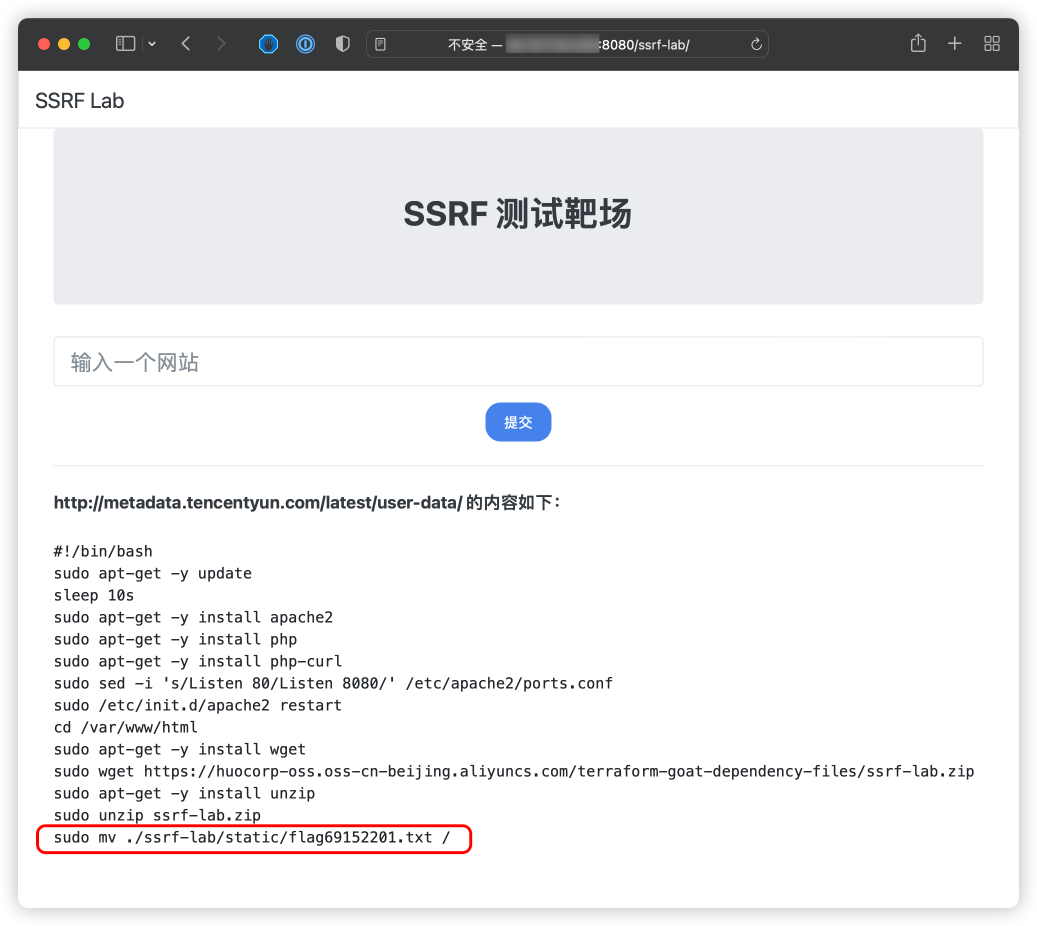 不安全 — :8080/ssrf-lab/
SSRF Lab
SSRF 测试靶场
输入一个网站
提交
http://metadata.tencentyun.com/latest/user-data/ 的内容如下：
#!/bin/bash
sudo apt-get -y update
sleep 10s
sudo apt-get -y install apache2
sudo apt-get -y install php
sudo apt-get -y install php-curl
sudo sed -i 's/Listen 80/Listen 8080/' /etc/apache2/ports.conf
sudo /etc/init.d/apache2 restart
cd /var/www/html
sudo apt-get -y install wget
sudo wget https://huocorp-oss.oss-cn-beijing.aliyuncs.com/terraform-goat-dependency-files/ssrf-lab.zip
sudo apt-get -y install unzip
sudo unzip ssrf-lab.zip
sudo mv ./ssrf-lab/static/flag69152201.txt /